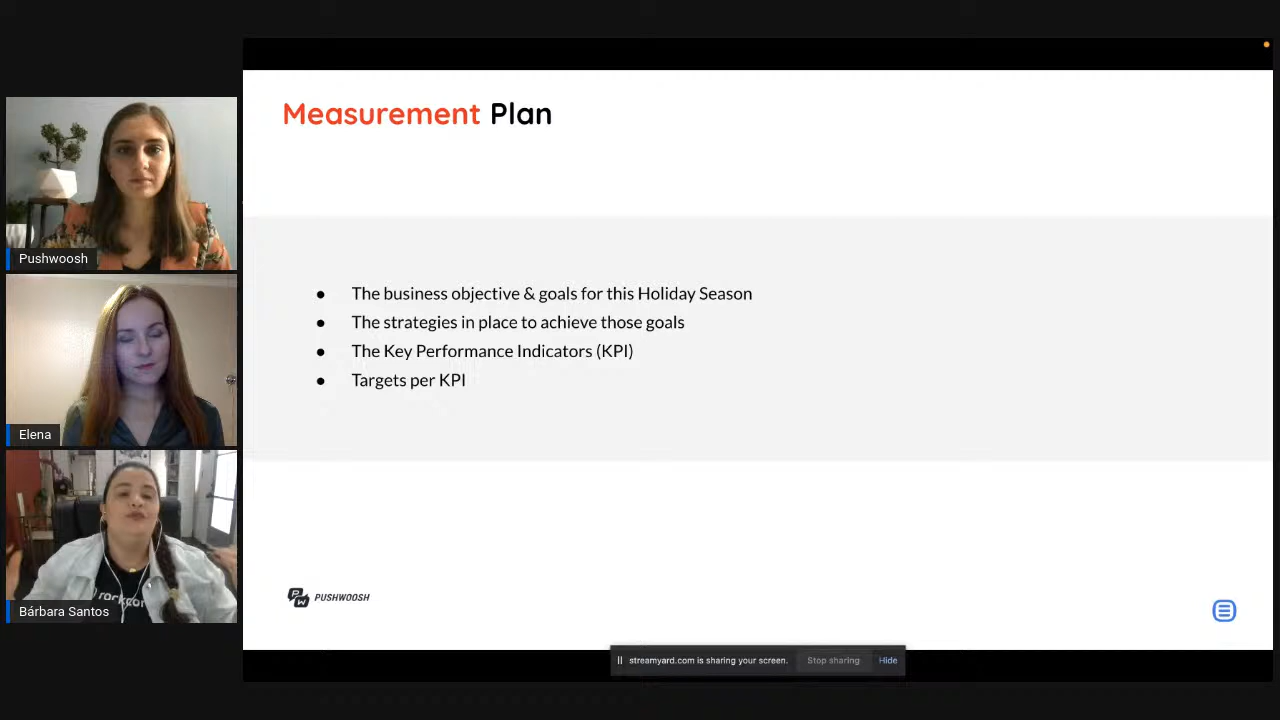 Measurement Plan
Pushwoosh
Elena
Bárbara Santos
● The business objective & goals for this Holiday Season
● The strategies in place to achieve those goals
● The Key Performance Indicators (KPI)
● Targets per KPI
PUSHWOOSH
streamyard.com is sharing your screen. Stop sharing Hide